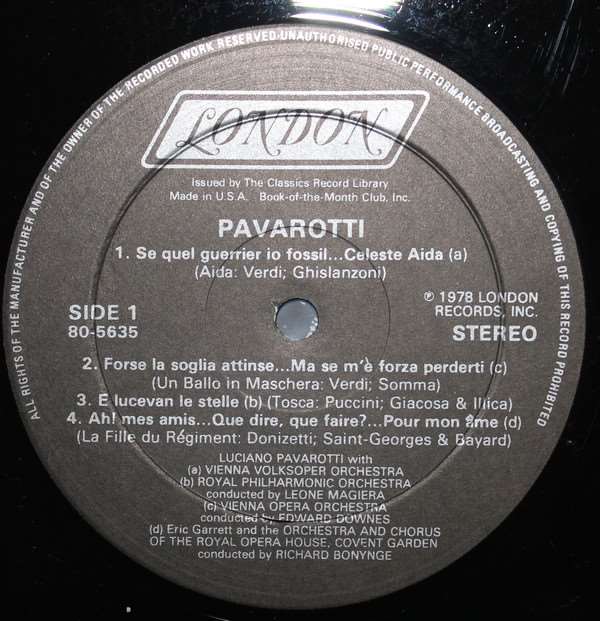 ALL RIGHTS OF THE MANUFACTURER AND OF THE OWNER OF THE RECORDED WORK RESERVED·UNAUTHORISED PUBLIC PERFORMANCE BROADCASTING AND COPYING OF THIS RECORD PROHIBITED
LONDON
Issued by The Classics Record Library
Made in U.S.A. Book-of-the-Month Club, Inc.
PAVAROTTI
1. Se quel guerrier io fossi!...Celeste Aida (a)
(Aida: Verdi; Ghislanzoni)
SIDE 1
80-5635
℗ 1978 LONDON
RECORDS, INC.
STEREO
2. Forse la soglia attinse...Ma se m'è forza perderti (c)
(Un Ballo in Maschera: Verdi; Somma)
3. E lucevan le stelle (b) (Tosca: Puccini; Giacosa & Illica)
4. Ah! mes amis...Que dire, que faire?...Pour mon âme (d)
(La Fille du Régiment: Donizetti; Saint-Georges & Bayard)
LUCIANO PAVAROTTI with
(a) VIENNA VOLKSOPER ORCHESTRA
(b) ROYAL PHILHARMONIC ORCHESTRA
conducted by LEONE MAGIERA
(c) VIENNA OPERA ORCHESTRA
conducted by EDWARD DOWNES
(d) Eric Garrett and the ORCHESTRA AND CHORUS
OF THE ROYAL OPERA HOUSE, COVENT GARDEN
conducted by RICHARD BONYNGE